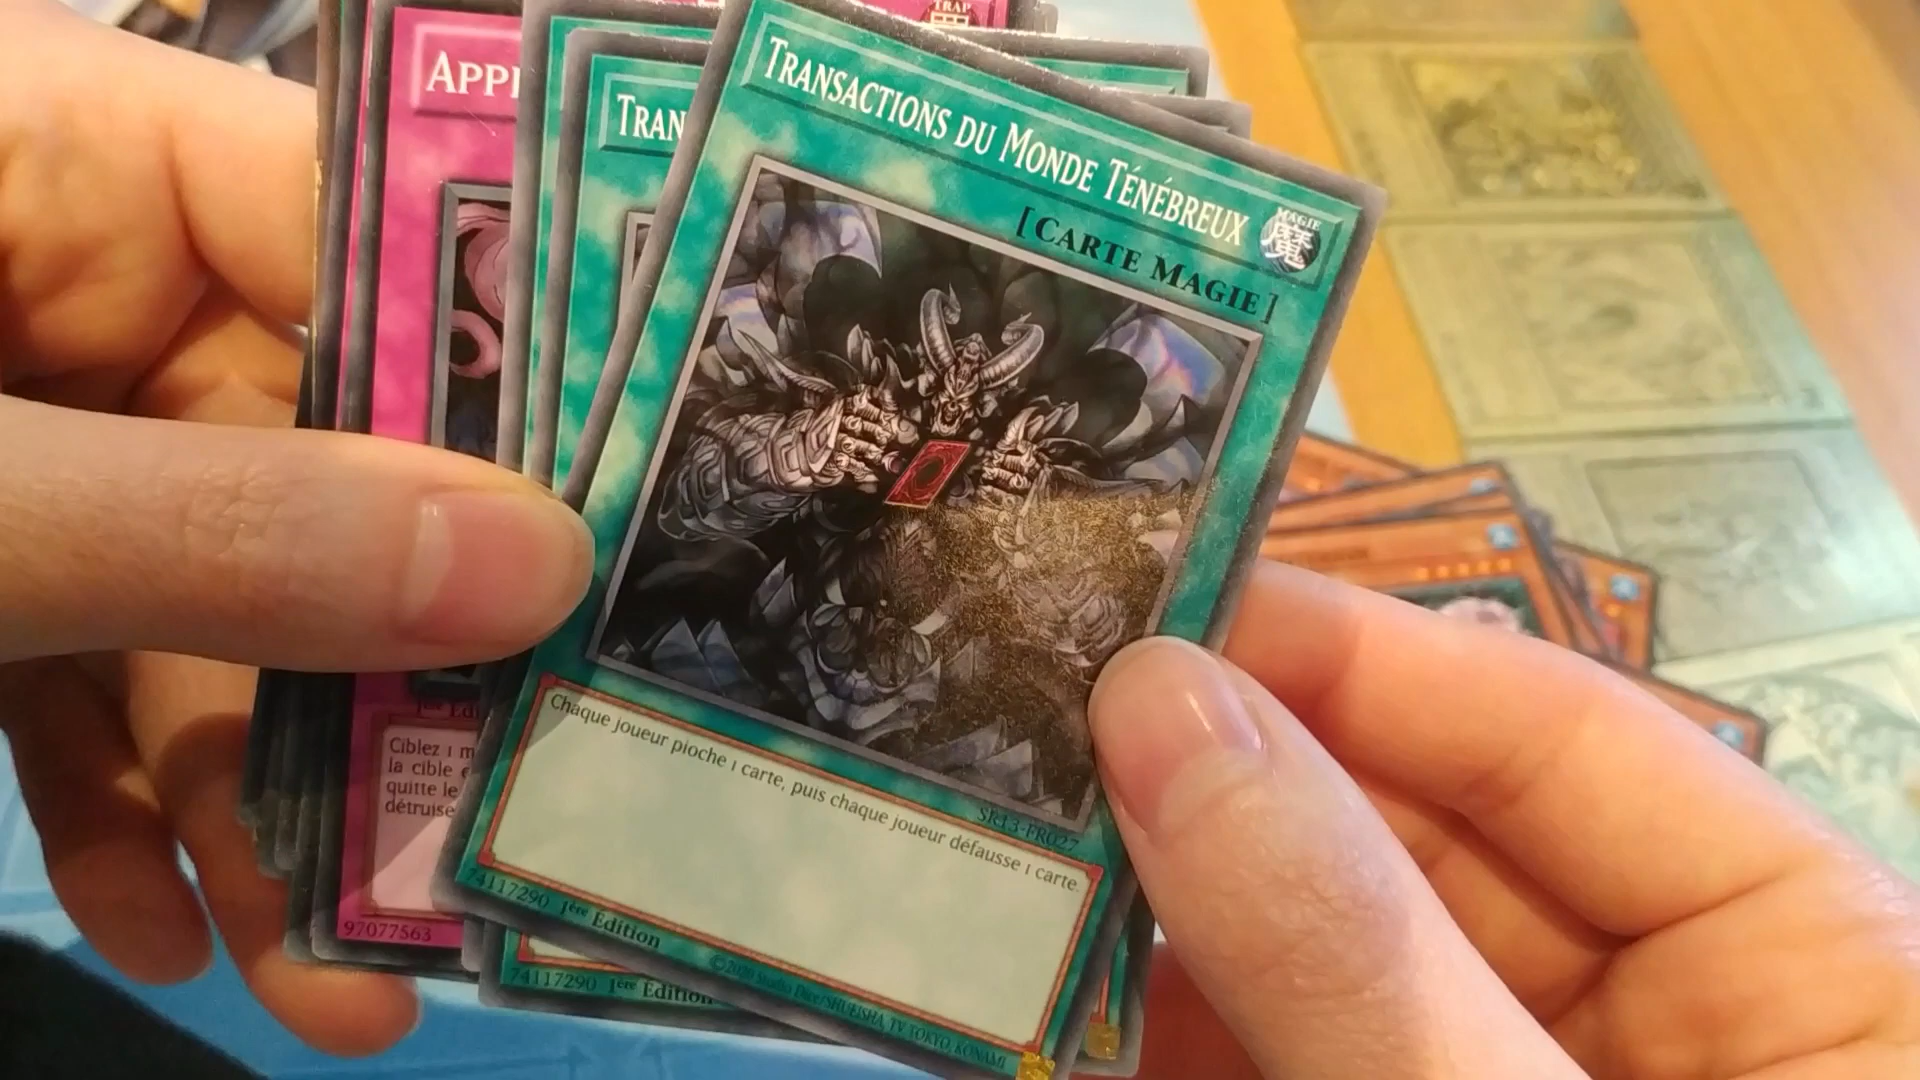 TRAP
APP
TRAN
TRANSACTIONS DU MONDE TÉNÉBREUX
MAGIE
魔
[CARTE MAGIE]
SR13-FR027
Chaque joueur pioche 1 carte, puis chaque joueur défausse 1 carte.
74117290 1ère Edition
©2020 Studio Dice/SHUEISHA, TV TOKYO, KONAMI
74117290 1ère Edition
1ère Edi
Ciblez 1 m
la cible
quitte le
détruise
97077563